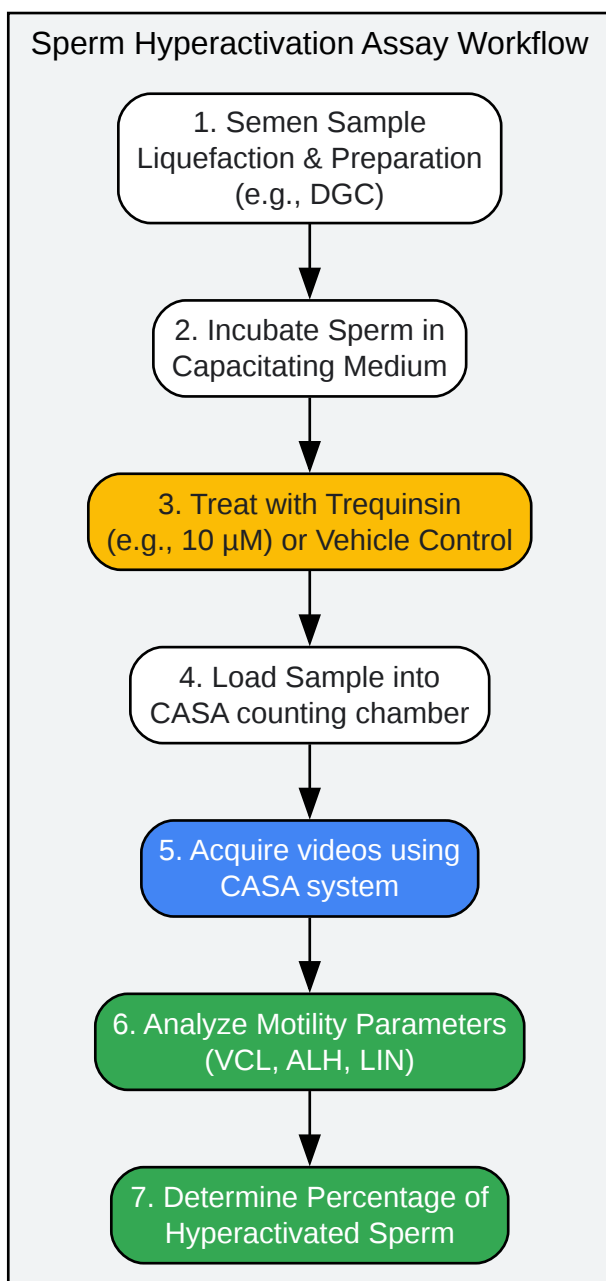 Sperm Hyperactivation Assay Workflow
1. Semen Sample
Liquefaction & Preparation
(e.g., DGC)
2. Incubate Sperm in
Capacitating Medium
3. Treat with Trequinsin
(e.g., 10 µM) or Vehicle Control
4. Load Sample into
CASA counting chamber
5. Acquire videos using
CASA system
6. Analyze Motility Parameters
(VCL, ALH, LIN)
7. Determine Percentage of
Hyperactivated Sperm